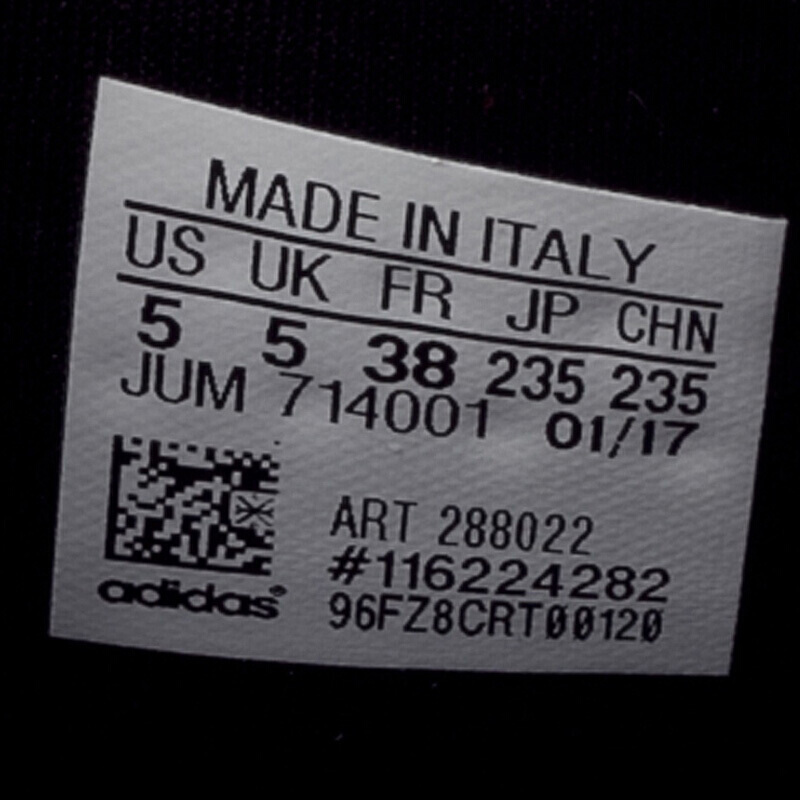 MADE IN ITALY
US UK FR JP CHN
5 5 38 235 235
JUM 714001 01/17
ART 288022
#116224282
adidas®
96FZ8CRT00120